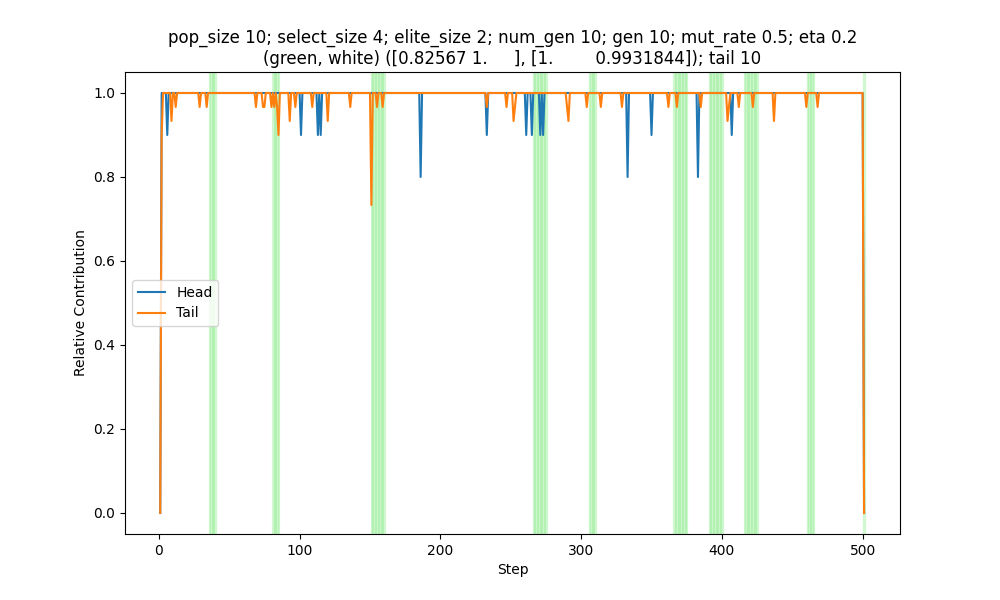 pop_size 10; select_size 4; elite_size 2; num_gen 10; gen 10; mut_rate 0.5; eta 0.2
(green, white) ([0.82567 1.     ], [1.        0.9931844]); tail 10
1.0
0.8
0.6
0.4
0.2
0.0
Relative Contribution
Head
Tail
0
100
200
300
400
500
Step